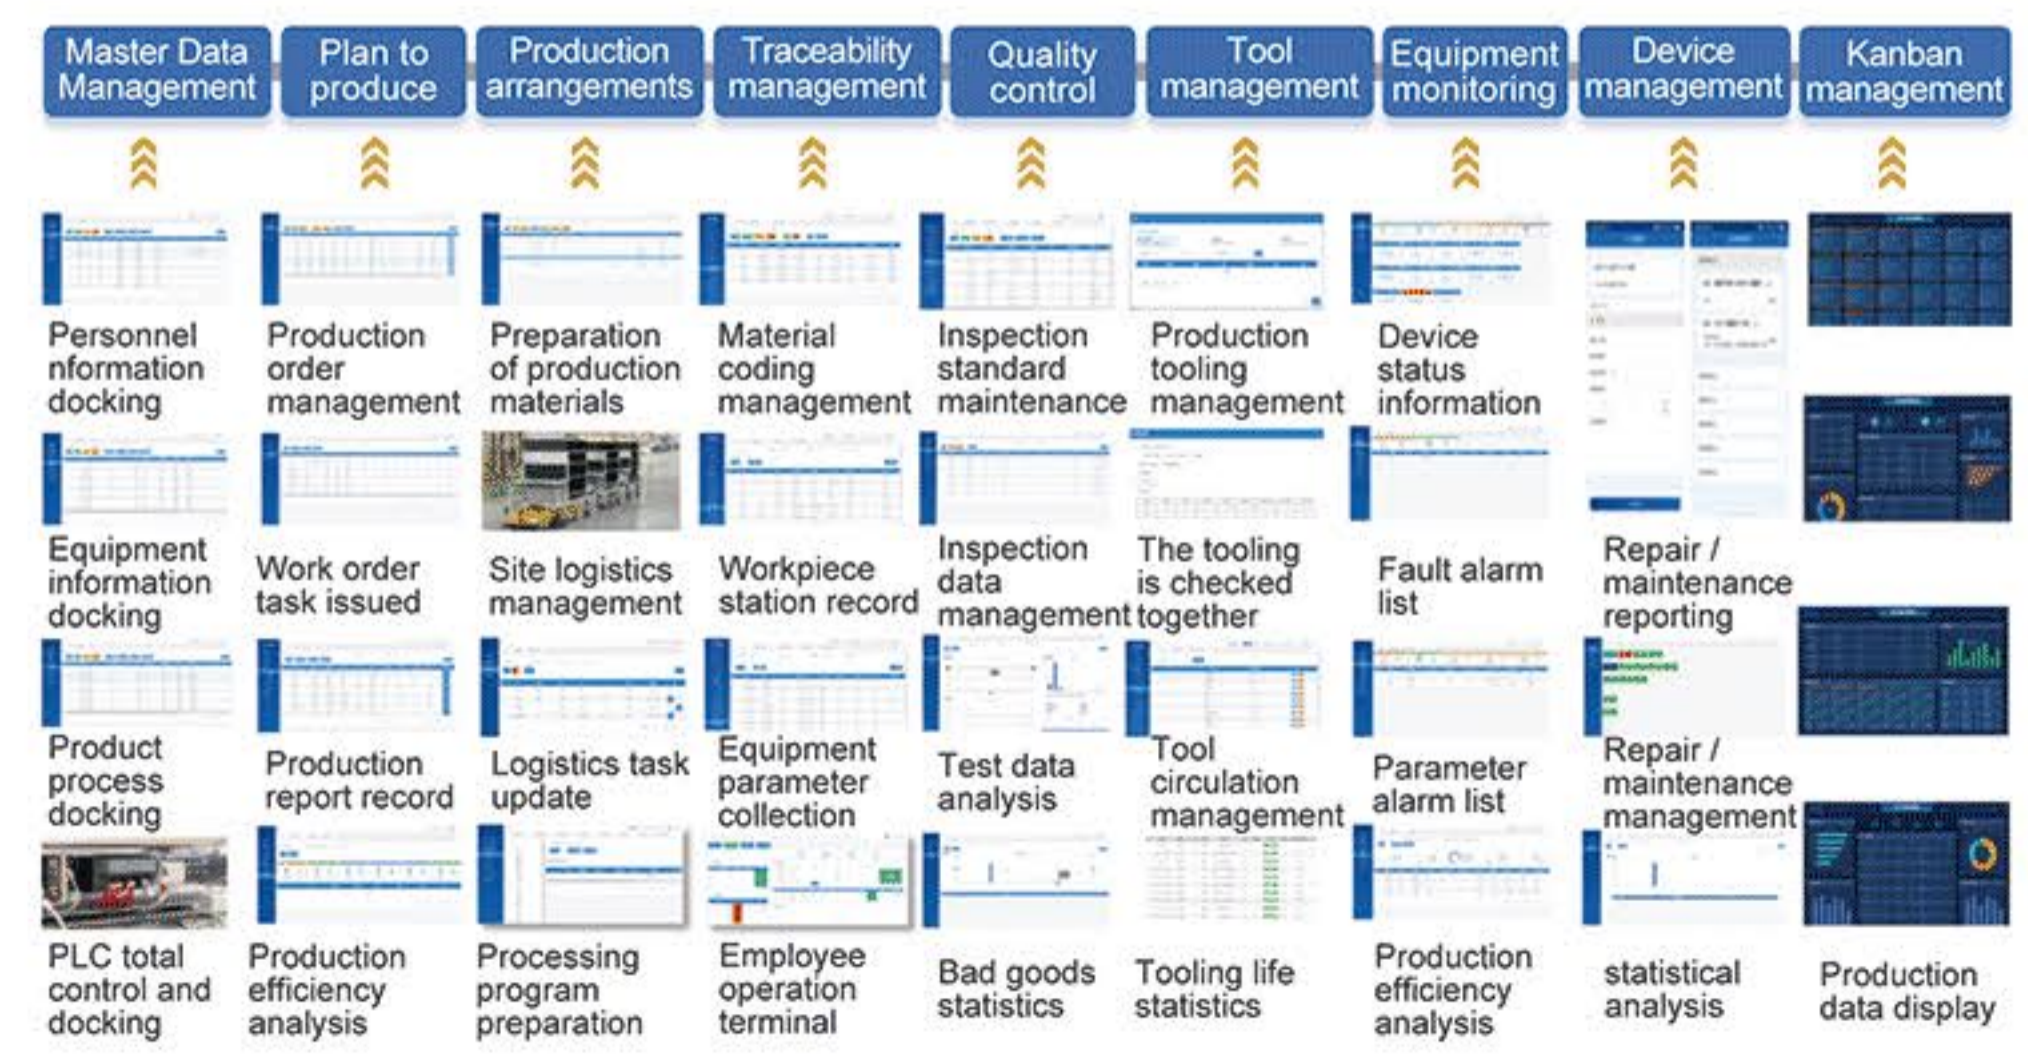 Master Data
Management
Plan to
produce
Production
arrangements
Traceability
management
Quality
control
Tool
management
Equipment
monitoring
Device
management
Kanban
management
Personnel
nformation
docking
Production
order
management
Preparation
of production
materials
Material
coding
management
Inspection
standard
maintenance
Production
tooling
management
Device
status
information
Equipment
information
docking
Work order
task issued
Site logistics
management
Workpiece
station record
Inspection
data
management
The tooling
is checked
together
Fault alarm
list
Repair /
maintenance
reporting
Product
process
docking
Production
report record
Logistics task
update
Equipment
parameter
collection
Test data
analysis
Tool
circulation
management
Parameter
alarm list
Repair /
maintenance
management
PLC total
control and
docking
Production
efficiency
analysis
Processing
program
preparation
Employee
operation
terminal
Bad goods
statistics
Tooling life
statistics
Production
efficiency
analysis
statistical
analysis
Production
data display